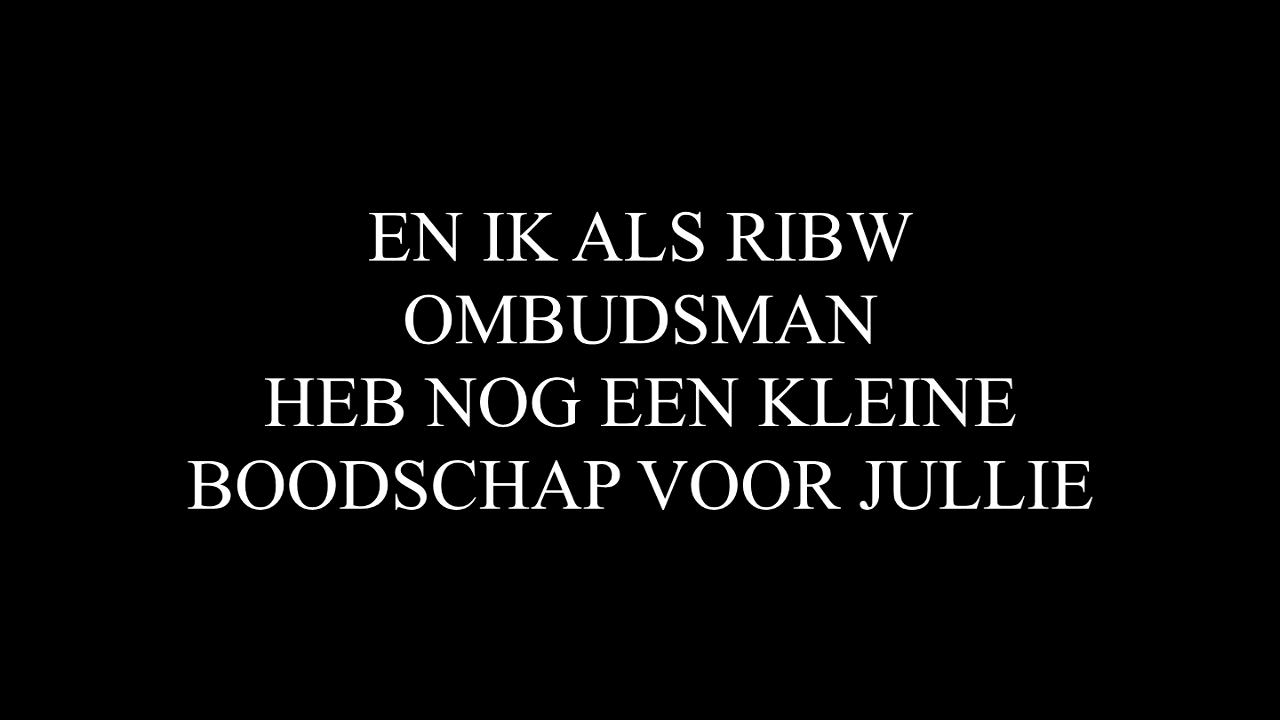 EN IK ALS RIBW
OMBUDSMAN
HEB NOG EEN KLEINE
BOODSCHAP VOOR JULLIE